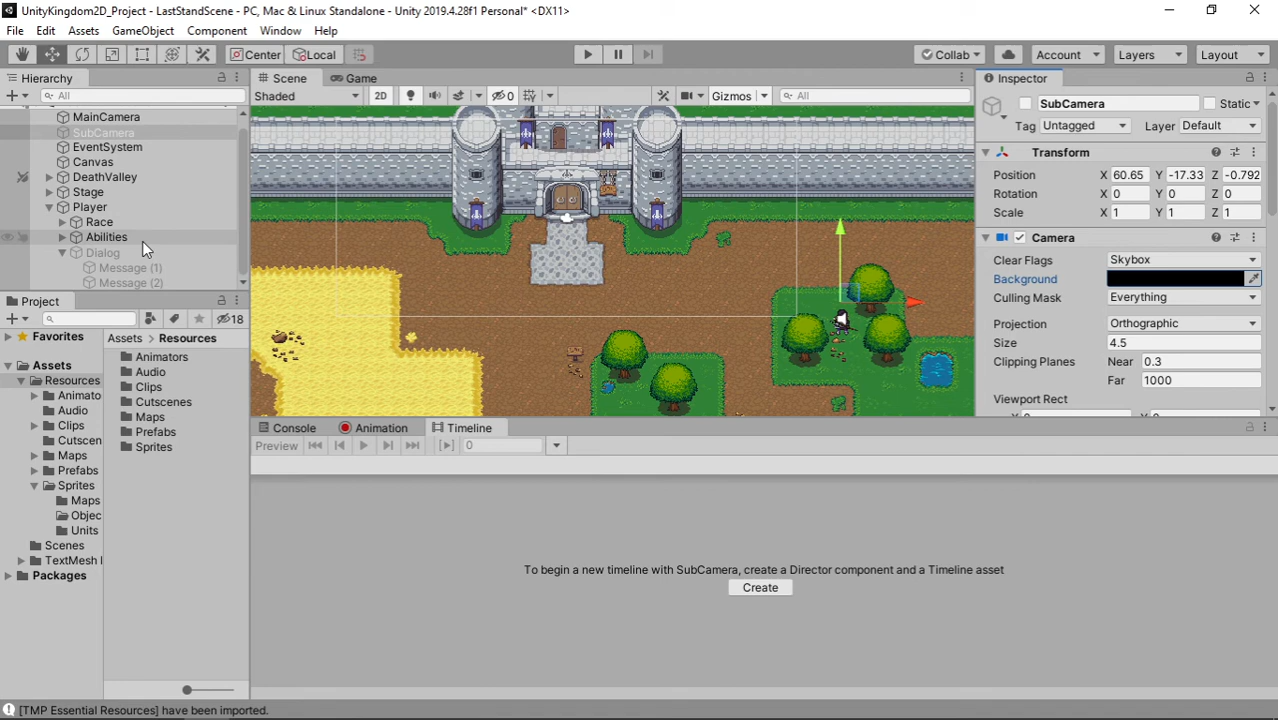 UnityKingdom2D_Project - LastStandScene - PC, Mac & Linux Standalone - Unity 2019.4.28f1 Personal* <DX11>
File Edit Assets GameObject Component Window Help
Center Local Collab Account Layers Layout
Hierarchy Scene Game Inspector
All Shaded 2D 0 Gizmos All SubCamera Static
MainCamera
SubCamera
EventSystem
Canvas
DeathValley
Stage
Player
Race
Abilities
Dialog
Message (1)
Message (2)
Tag Untagged Layer Default
Transform
Position X 60.65 Y -17.33 Z -0.792
Rotation X 0 Y 0 Z 0
Scale X 1 Y 1 Z 1
Camera
Clear Flags Skybox
Background
Culling Mask Everything
Projection Orthographic
Size 4.5
Clipping Planes Near 0.3
Far 1000
Viewport Rect
Project
18
Favorites
Assets
Resources
Animato
Audio
Clips
Cutscen
Maps
Prefabs
Sprites
Maps
Objec
Units
Scenes
TextMesh
Packages
Assets > Resources
Animators
Audio
Clips
Cutscenes
Maps
Prefabs
Sprites
Console Animation Timeline
Preview 0
To begin a new timeline with SubCamera, create a Director component and a Timeline asset
Create
[TMP Essential Resources] have been imported.